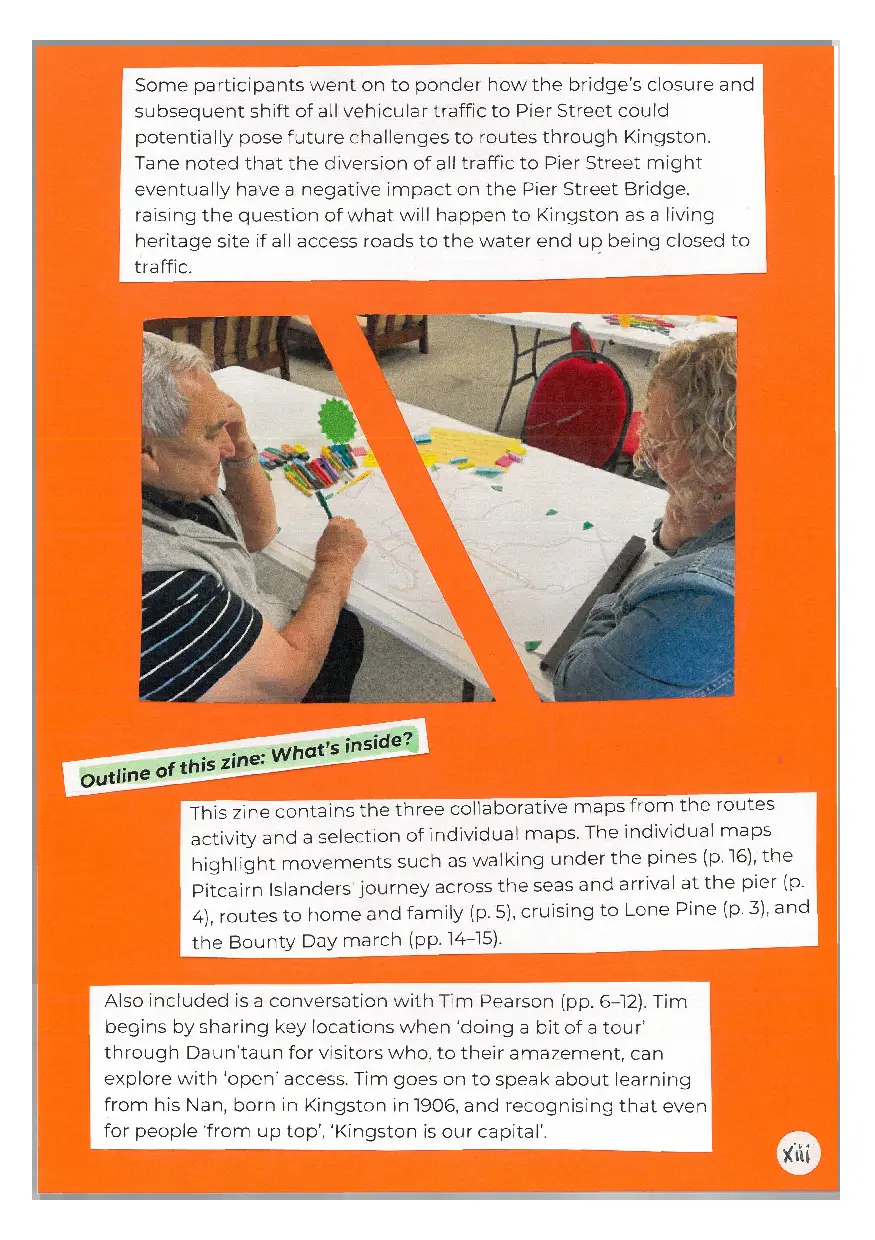 Some participants went on to ponder how the bridge's closure and
subsequent shift of all vehicular traffic to Pier Street could
potentially pose future challenges to routes through Kingston.
Tane noted that the diversion of all traffic to Pier Street might
eventually have a negative impact on the Pier Street Bridge,
raising the question of what will happen to Kingston as a living
heritage site if all access roads to the water end up being closed to
traffic.
Outline of this zine: What's inside?
This zine contains the three collaborative maps from the routes
activity and a selection of individual maps. The individual maps
highlight movements such as walking under the pines (p. 16), the
Pitcairn Islanders' journey across the seas and arrival at the pier (p.
4), routes to home and family (p. 5), cruising to Lone Pine (p. 3), and
the Bounty Day march (pp. 14–15).
Also included is a conversation with Tim Pearson (pp. 6–12). Tim
begins by sharing key locations when 'doing a bit of a tour'
through Daun'taun for visitors who, to their amazement, can
explore with 'open' access. Tim goes on to speak about learning
from his Nan, born in Kingston in 1906, and recognising that even
for people 'from up top', 'Kingston is our capital'.
xiii